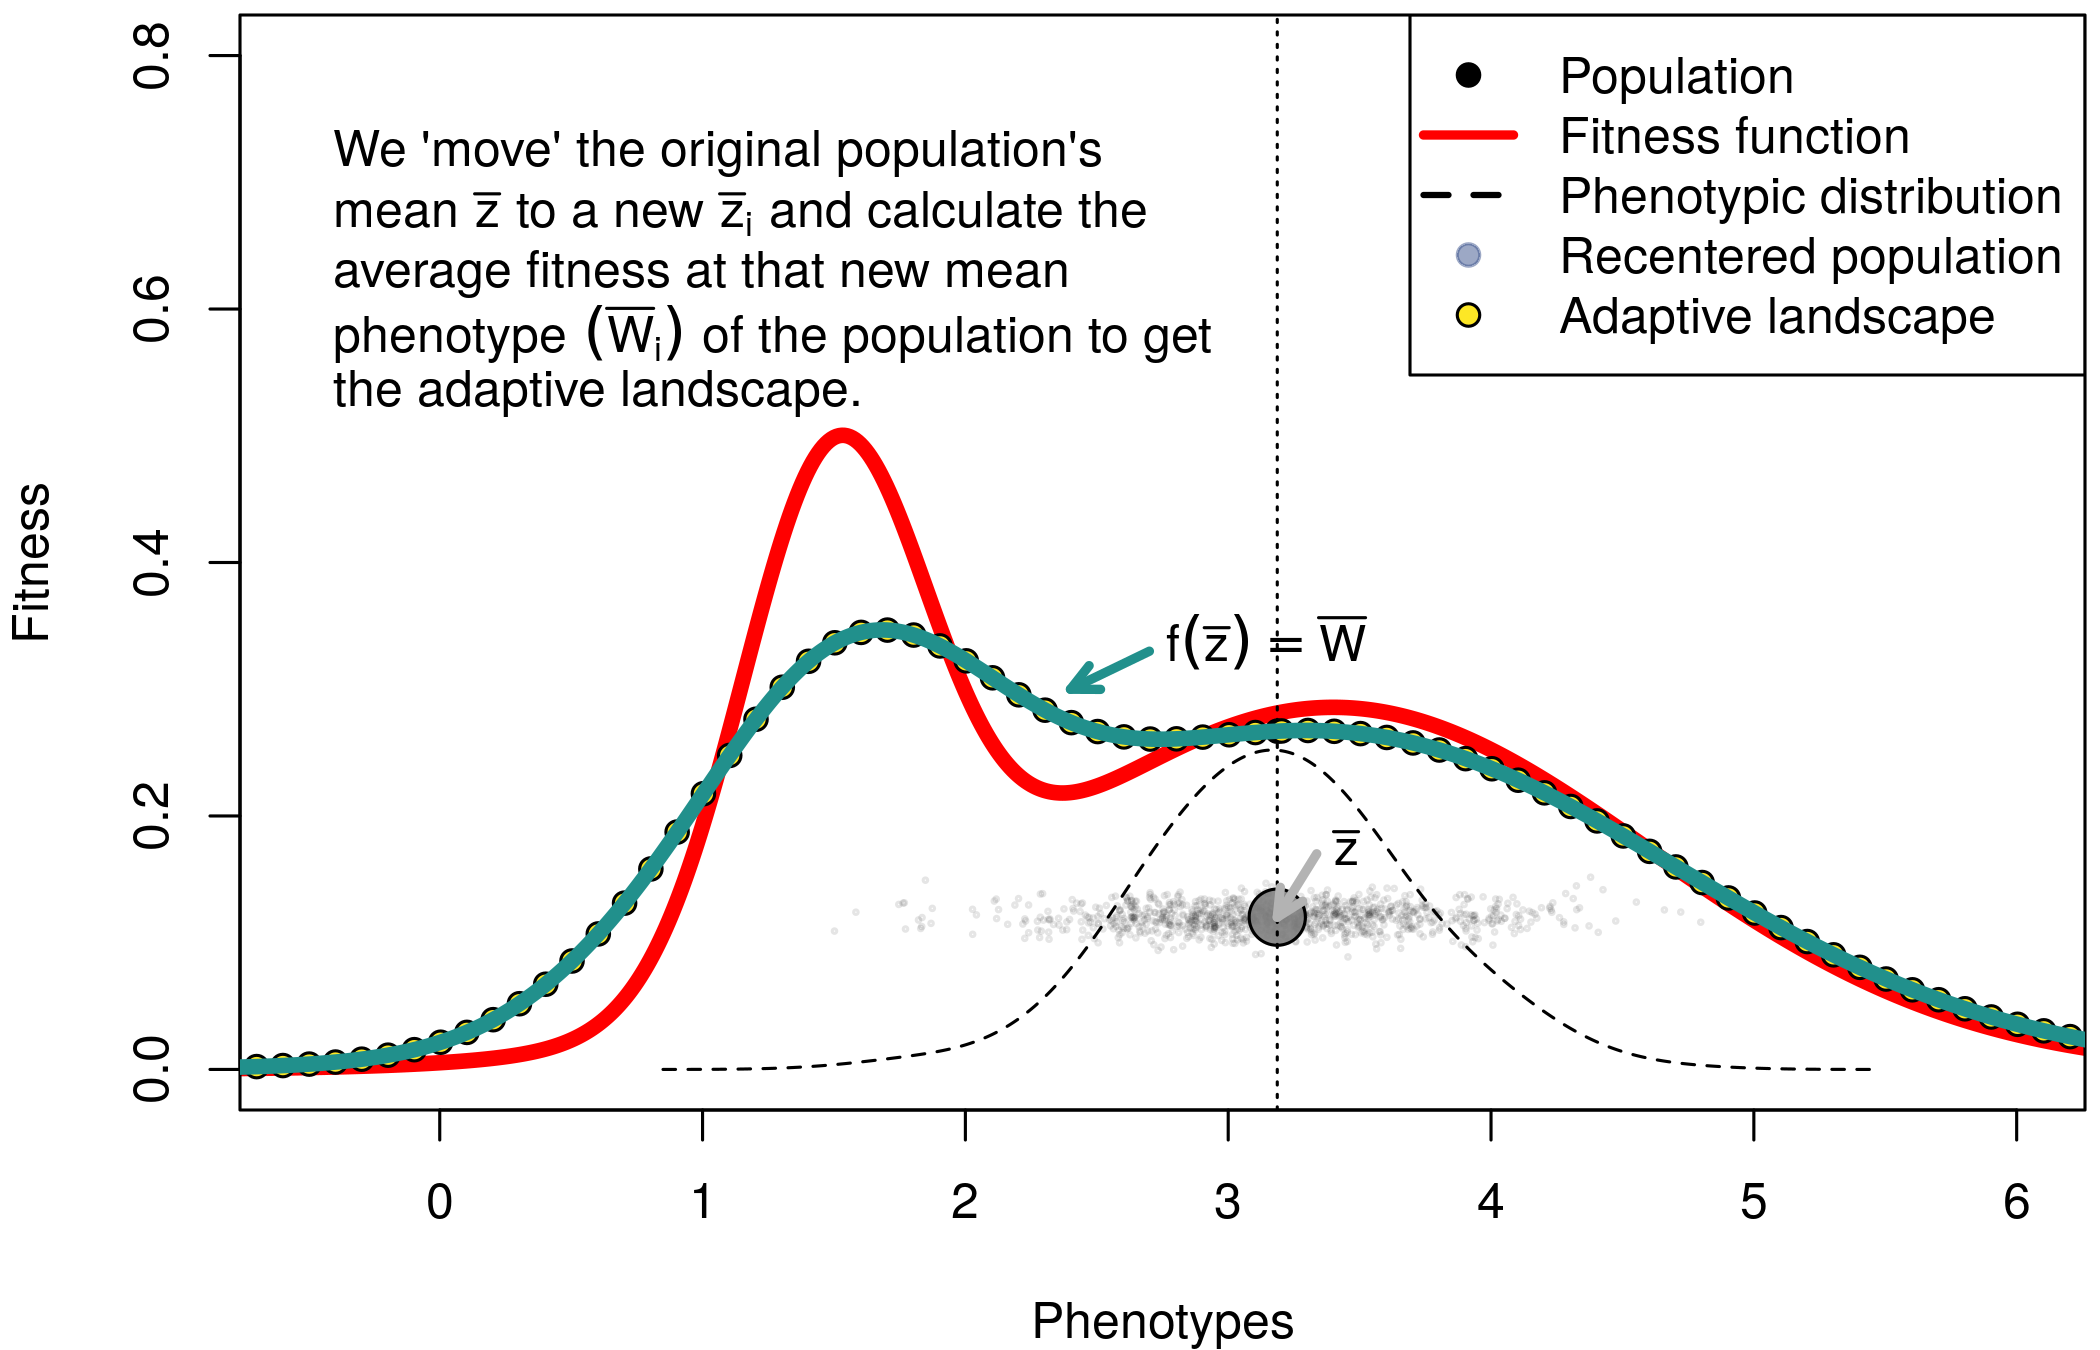 We 'move' the original population's
mean z̅ to a new z̅ᵢ and calculate the
average fitness at that new mean
phenotype (W̅ᵢ) of the population to get
the adaptive landscape.
Population
Fitness function
Phenotypic distribution
Recentered population
Adaptive landscape
f(z̅) = W̅
z̅
Fitness
0.8
0.6
0.4
0.2
0.0
0 1 2 3 4 5 6
Phenotypes